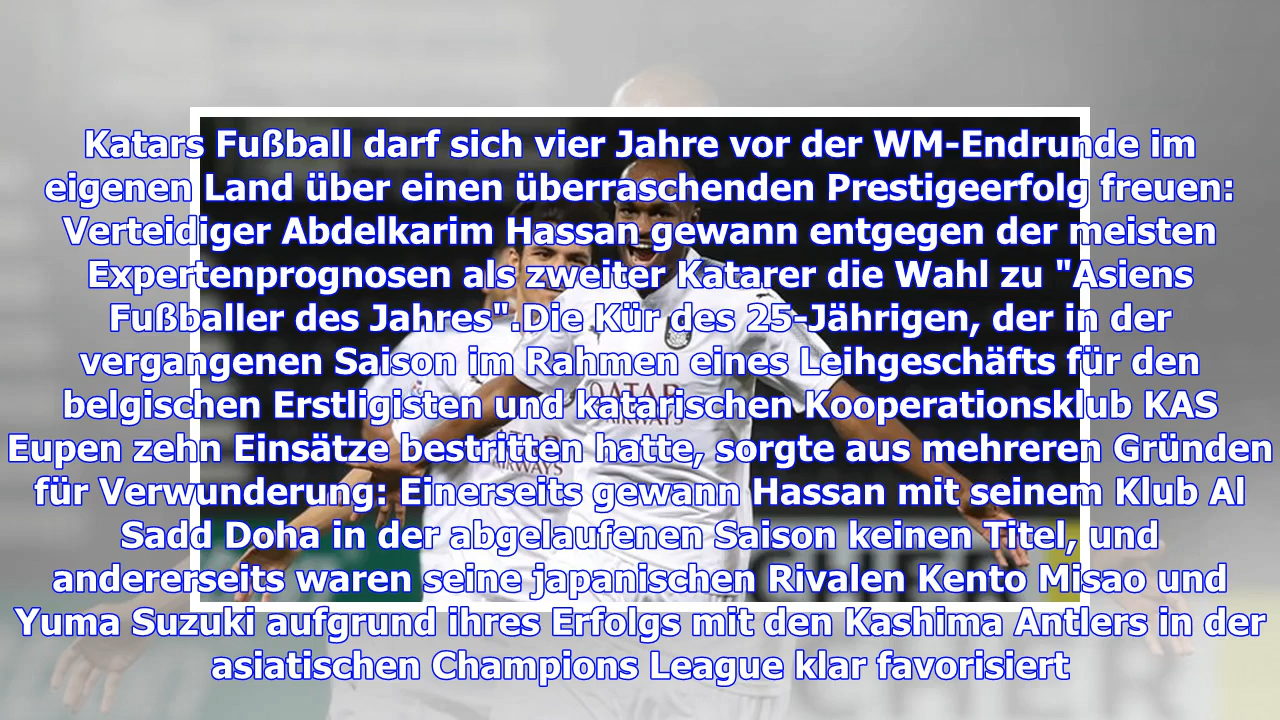 Katars Fußball darf sich vier Jahre vor der WM-Endrunde im
eigenen Land über einen überraschenden Prestigeerfolg freuen:
Verteidiger Abdelkarim Hassan gewann entgegen der meisten
Expertenprognosen als zweiter Katarer die Wahl zu "Asiens
Fußballer des Jahres".Die Kür des 25-Jährigen, der in der
vergangenen Saison im Rahmen eines Leihgeschäfts für den
belgischen Erstligisten und katarischen Kooperationsklub KAS
Eupen zehn Einsätze bestritten hatte, sorgte aus mehreren Gründen
für Verwunderung: Einerseits gewann Hassan mit seinem Klub Al
Sadd Doha in der abgelaufenen Saison keinen Titel, und
andererseits waren seine japanischen Rivalen Kento Misao und
Yuma Suzuki aufgrund ihres Erfolgs mit den Kashima Antlers in der
asiatischen Champions League klar favorisiert
QATAR
AIRWAYS
AIRWAYS